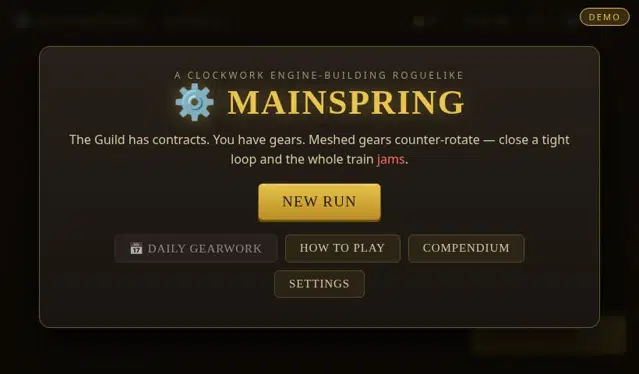 DEMO
A CLOCKWORK ENGINE-BUILDING ROGUELIKE
MAINSPRING
The Guild has contracts. You have gears. Meshed gears counter-rotate — close a tight
loop and the whole train jams.
NEW RUN
DAILY GEARWORK
HOW TO PLAY
COMPENDIUM
SETTINGS